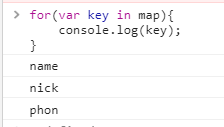 > for(var key in map){
console.log(key);
}
name
nick
phon